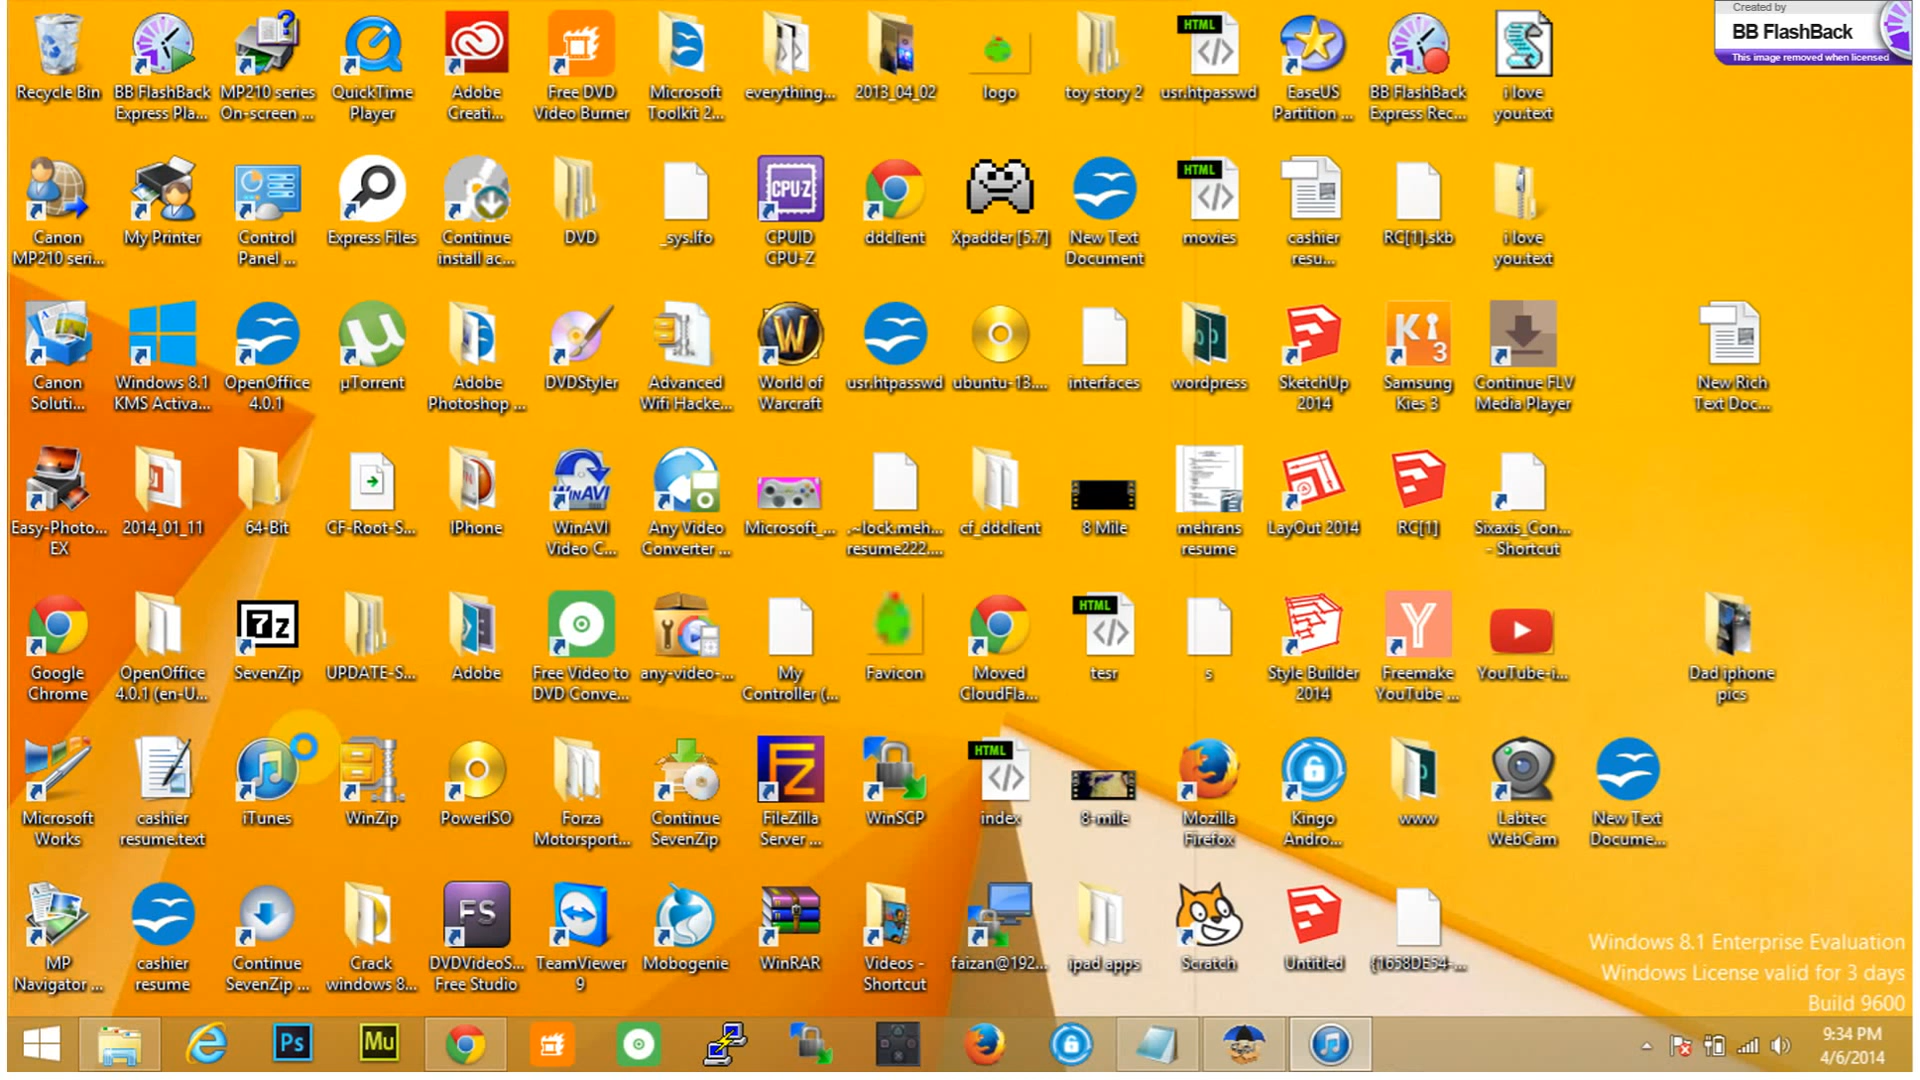 Created by
BB FlashBack
This image removed when licensed
Recycle Bin
BB FlashBack
Express Pla...
MP210 series
On-screen ...
QuickTime
Player
Adobe
Creati...
Free DVD
Video Burner
Microsoft
Toolkit 2...
everything...
2013_04_02
logo
toy story 2
HTML
usr.htpasswd
EaseUS
Partition ...
BB FlashBack
Express Rec...
i love
you.text
Canon
MP210 seri...
My Printer
Control
Panel ...
Express Files
Continue
install ac...
DVD
_sys.lfo
CPU-Z
CPUID
CPU-Z
ddclient
Xpadder [5.7]
New Text
Document
HTML
movies
cashier
resu...
RC[1].skb
i love
you.text
Canon
Soluti...
Windows 8.1
KMS Activa...
OpenOffice
4.0.1
µTorrent
Adobe
Photoshop ...
DVDStyler
Advanced
Wifi Hacke...
World of
Warcraft
usr.htpasswd
ubuntu-13....
interfaces
wordpress
SketchUp
2014
Ki
3
Samsung
Kies 3
Continue FLV
Media Player
New Rich
Text Doc...
Easy-Photo...
EX
2014_01_11
64-Bit
CF-Root-S...
IPhone
WinAVI
WinAVI
Video C...
Any Video
Converter ...
Microsoft_...
.~lock.meh...
resume222....
cf_ddclient
8 Mile
mehrans
resume
LayOut 2014
RC[1]
Sixaxis_Con...
- Shortcut
Google
Chrome
OpenOffice
4.0.1 (en-U...
7z
SevenZip
UPDATE-S...
Adobe
Free Video to
DVD Conve...
any-video-...
My
Controller (...
Favicon
Moved
CloudFla...
HTML
tesr
s
Style Builder
2014
Y
Freemake
YouTube ...
YouTube-i...
Dad iphone
pics
Microsoft
Works
cashier
resume.text
iTunes
WinZip
PowerISO
Forza
Motorsport...
Continue
SevenZip
FZ
FileZilla
Server ...
WinSCP
HTML
index
8-mile
Mozilla
Firefox
Kingo
Andro...
www
Labtec
WebCam
New Text
Docume...
MP
Navigator ...
cashier
resume
Continue
SevenZip ...
Crack
windows 8...
FS
DVDVideoS...
Free Studio
TeamViewer
9
Mobogenie
WinRAR
Videos -
Shortcut
faizan@192...
ipad apps
Scratch
Untitled
{1658DE54-...
Windows 8.1 Enterprise Evaluation
Windows License valid for 3 days
Build 9600
Ps
Mu
9:34 PM
4/6/2014